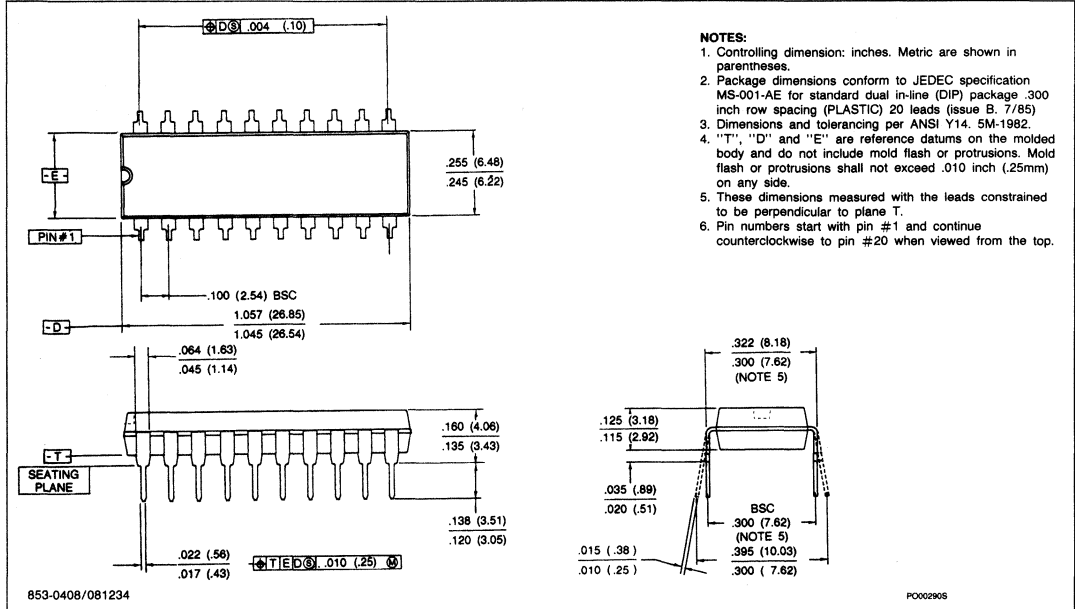 ⌖ D Ⓢ .004 (.10)
-E-
PIN#1
.255 (6.48)
.245 (6.22)
.100 (2.54) BSC
-D-
1.057 (26.85)
1.045 (26.54)
NOTES:
1. Controlling dimension: inches. Metric are shown in
parentheses.
2. Package dimensions conform to JEDEC specification
MS-001-AE for standard dual in-line (DIP) package .300
inch row spacing (PLASTIC) 20 leads (issue B. 7/85)
3. Dimensions and tolerancing per ANSI Y14. 5M-1982.
4. "T", "D" and "E" are reference datums on the molded
body and do not include mold flash or protrusions. Mold
flash or protrusions shall not exceed .010 inch (.25mm)
on any side.
5. These dimensions measured with the leads constrained
to be perpendicular to plane T.
6. Pin numbers start with pin #1 and continue
counterclockwise to pin #20 when viewed from the top.
.064 (1.63)
.045 (1.14)
-T-
SEATING
PLANE
.160 (4.06)
.135 (3.43)
.138 (3.51)
.120 (3.05)
.022 (.56)
.017 (.43)
⌖ T E D Ⓢ .010 (.25) Ⓜ
.322 (8.18)
.300 (7.62)
(NOTE 5)
.125 (3.18)
.115 (2.92)
.035 (.89)
.020 (.51)
BSC
.300 (7.62)
(NOTE 5)
.395 (10.03)
.300 ( 7.62)
.015 (.38 )
.010 (.25 )
853-0408/081234
PO00290S